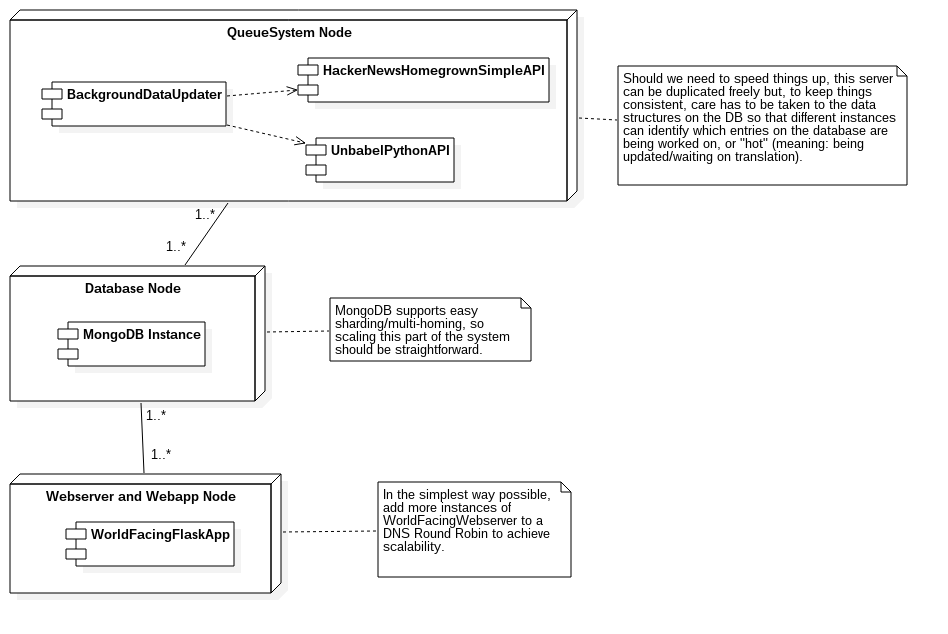 QueueSystem Node
HackerNewsHomegrownSimpleAPI
BackgroundDataUpdater
UnbabelPythonAPI
Should we need to speed things up, this server
can be duplicated freely but, to keep things
consistent, care has to be taken to the data
structures on the DB so that different instances
can identify which entries on the database are
being worked on, or "hot" (meaning: being
updated/waiting on translation).
1..*
1..*
Database Node
MongoDB Instance
MongoDB supports easy
sharding/multi-homing, so
scaling this part of the system
should be straightforward.
1..*
1..*
Webserver and Webapp Node
WorldFacingFlaskApp
In the simplest way possible,
add more instances of
WorldFacingWebserver to a
DNS Round Robin to achieve
scalability.